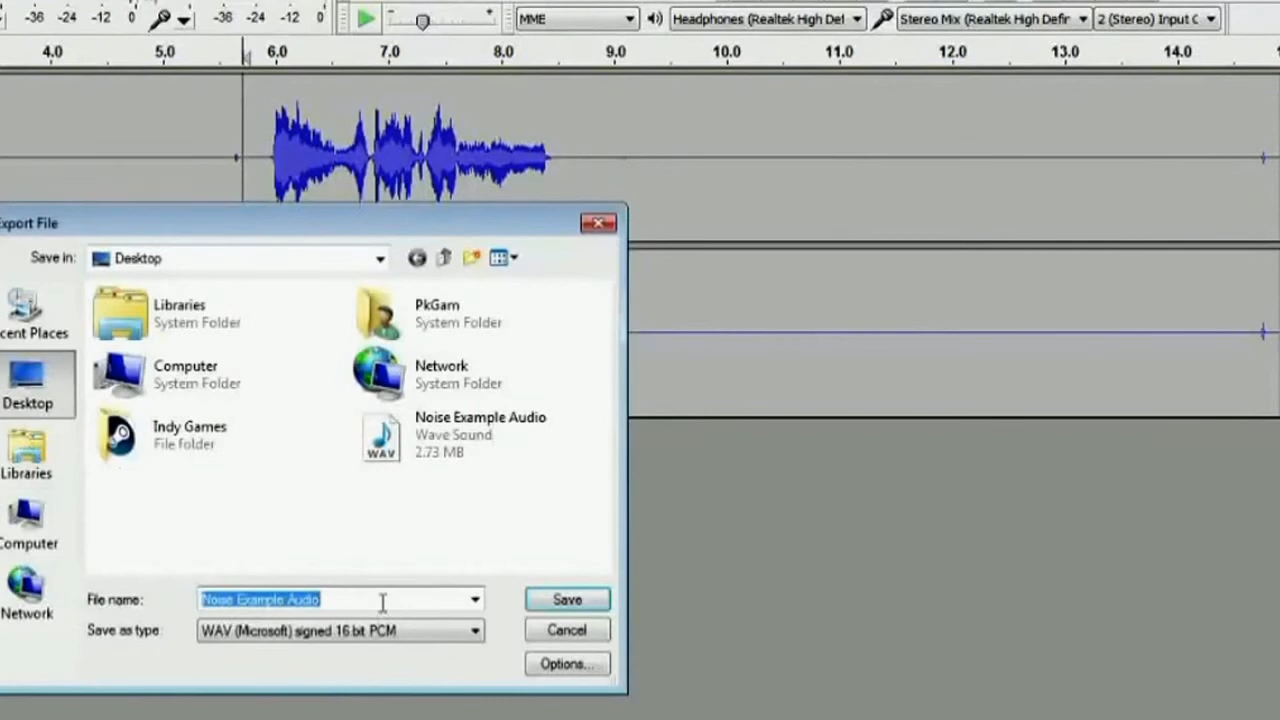 -36 -24 -12 0 -36 -24 -12 0 MME Headphones (Realtek High Def Stereo Mix (Realtek High Defir 2 (Stereo) Input C
4.0 5.0 6.0 7.0 8.0 9.0 10.0 11.0 12.0 13.0 14.0
Export File
Save in: Desktop
Libraries
System Folder
PkGam
System Folder
Computer
System Folder
Network
System Folder
Indy Games
File folder
Noise Example Audio
Wave Sound
2.73 MB
WAV
cent Places
Desktop
Libraries
Computer
Network
File name: Noise Example Audio Save
Save as type: WAV (Microsoft) signed 16 bit PCM Cancel
Options...